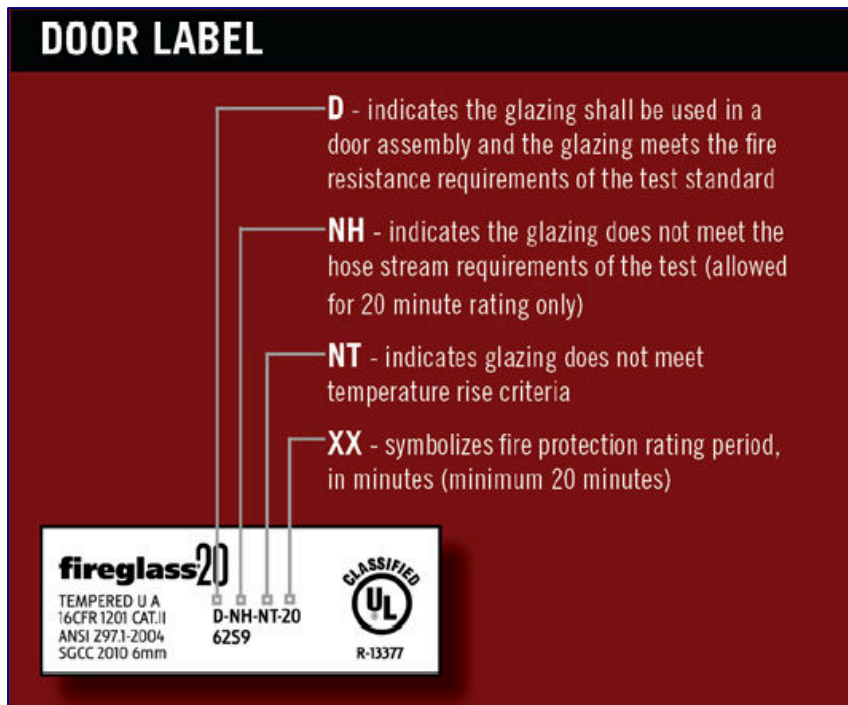 DOOR LABEL
D - indicates the glazing shall be used in a
door assembly and the glazing meets the fire
resistance requirements of the test standard
NH - indicates the glazing does not meet the
hose stream requirements of the test (allowed
for 20 minute rating only)
NT - indicates glazing does not meet
temperature rise criteria
XX - symbolizes fire protection rating period,
in minutes (minimum 20 minutes)
fireglass20
TEMPERED U A
16CFR 1201 CAT.II
ANSI Z97.1-2004
SGCC 2010 6mm
D-NH-NT-20
6259
CLASSIFIED
UL
R-13377